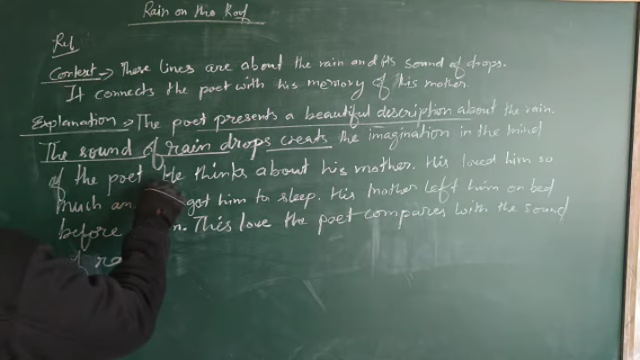 Rain on the Roof
Ref
Context → These lines are about the rain and its sound of drops.
It connects the poet with his memory of his mother.
Explanation → The poet presents a beautiful description about the rain.
The sound of rain drops creats the imagination in the mind
of the poet He thinks about his mother. His loved him so
much an got him to sleep. His mother left him on bed
before This love the poet compares with the sound
of